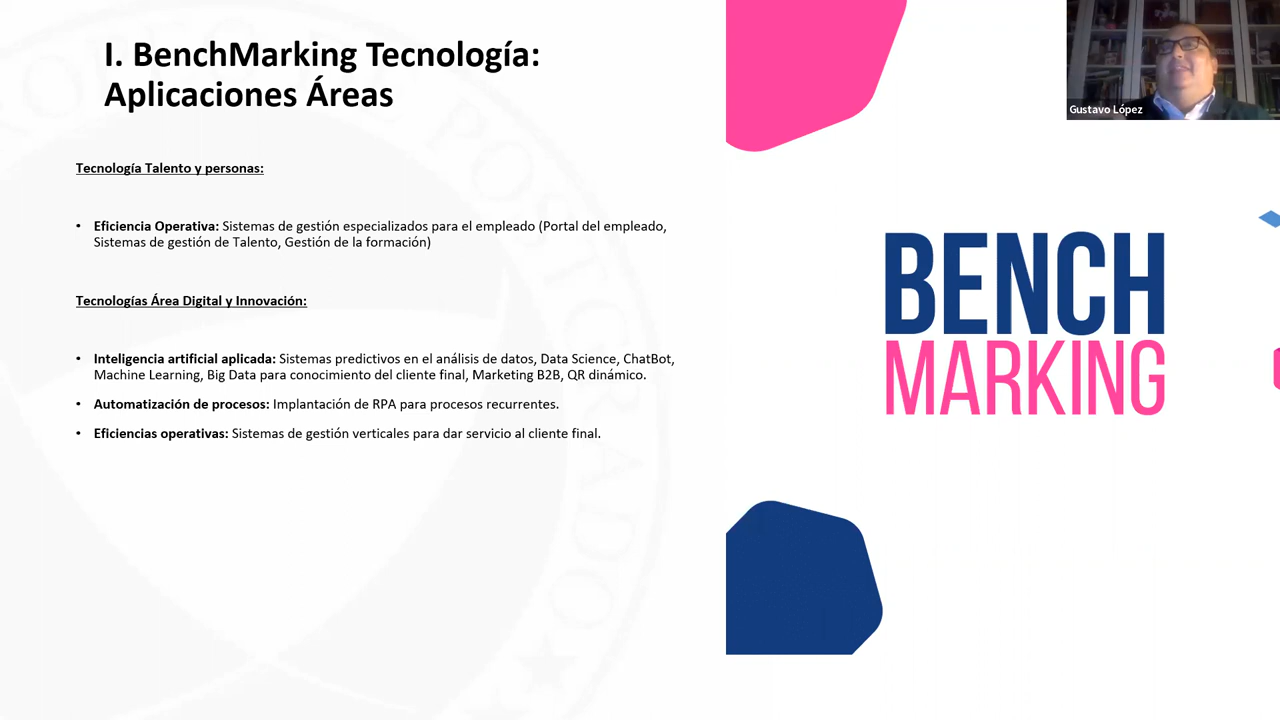 I. BenchMarking Tecnología:
Aplicaciones Áreas
Gustavo López
Tecnología Talento y personas:
• Eficiencia Operativa: Sistemas de gestión especializados para el empleado (Portal del empleado,
Sistemas de gestión de Talento, Gestión de la formación)
Tecnologías Área Digital y Innovación:
• Inteligencia artificial aplicada: Sistemas predictivos en el análisis de datos, Data Science, ChatBot,
Machine Learning, Big Data para conocimiento del cliente final, Marketing B2B, QR dinámico.
• Automatización de procesos: Implantación de RPA para procesos recurrentes.
• Eficiencias operativas: Sistemas de gestión verticales para dar servicio al cliente final.
BENCH
MARKING